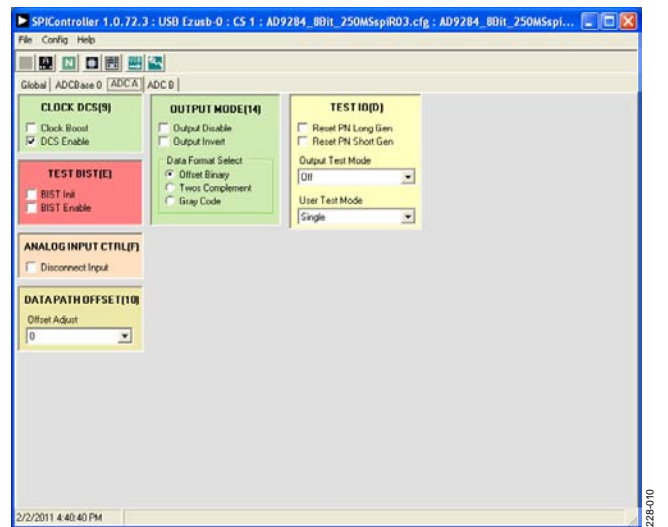 SPIController 1.0.72.3 : USB Ezusb-0 : CS 1 : AD9284_8Bit_250MSspiR03.cfg : AD9284_8Bit_250MSspi...
File Config Help
Global ADCBase 0 ADC A ADC B
CLOCK DCS(9)
Clock Boost
DCS Enable
TEST BIST(E)
BIST Init
BIST Enable
ANALOG INPUT CTRL(F)
Disconnect Input
DATA PATH OFFSET(10)
Offset Adjust
0
OUTPUT MODE(14)
Output Disable
Output Invert
Data Format Select
Offset Binary
Twos Complement
Gray Code
TEST IO(D)
Reset PN Long Gen
Reset PN Short Gen
Output Test Mode
Off
User Test Mode
Single
2/2/2011 4:40:40 PM
228-010